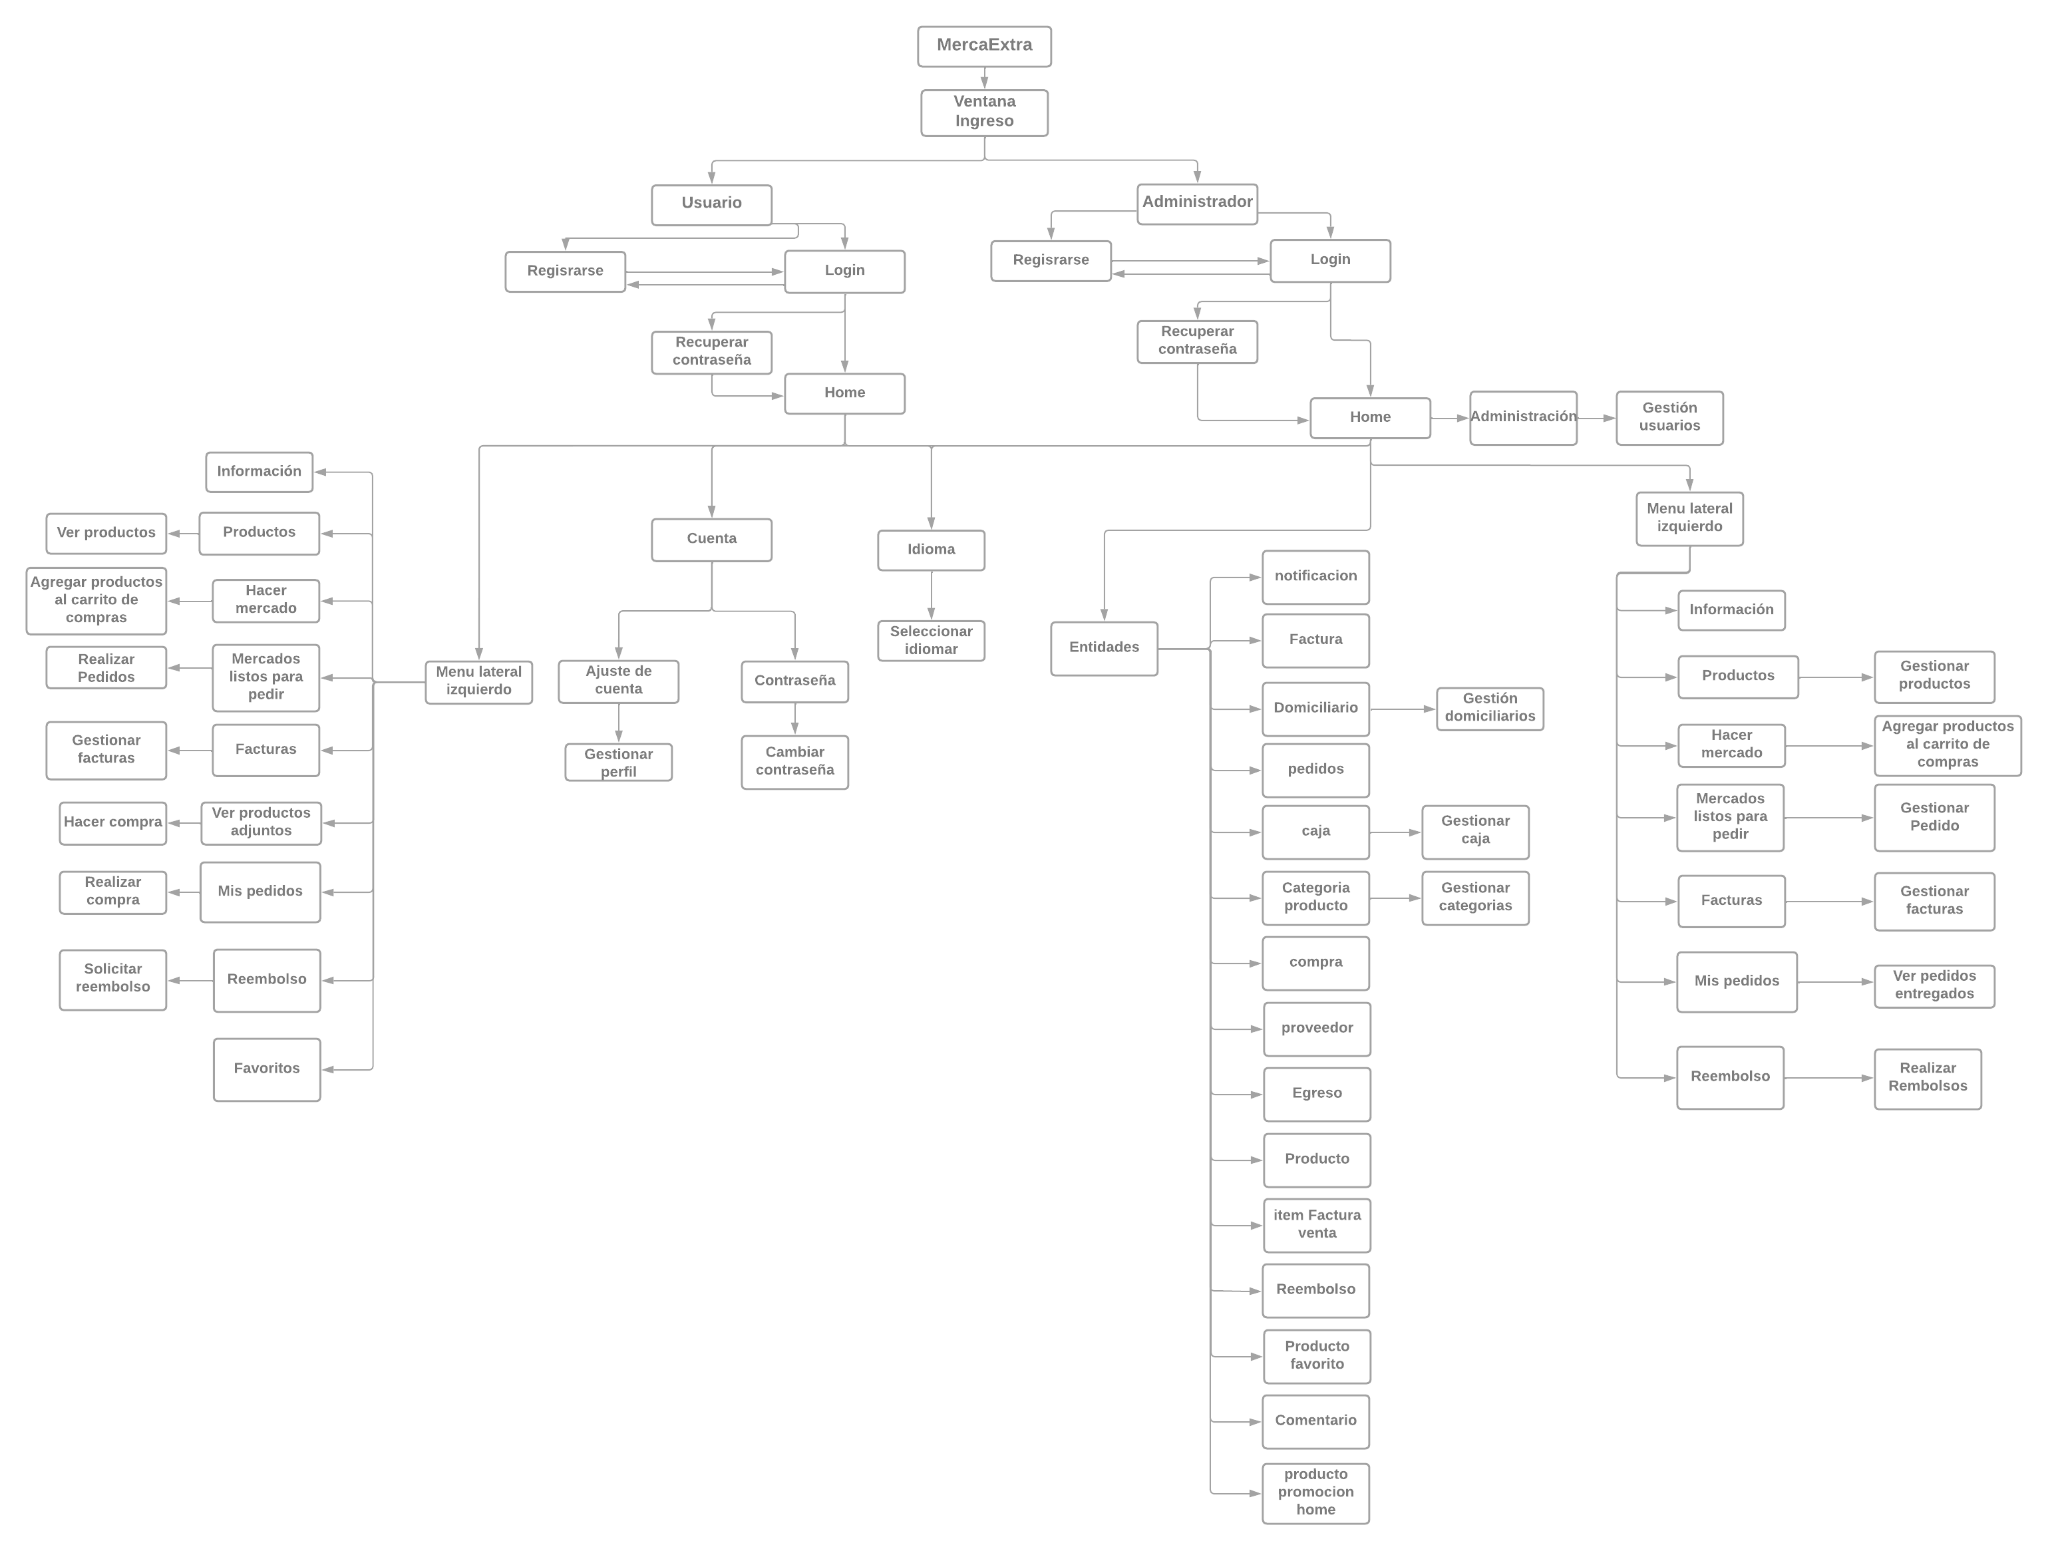 MercaExtra
Ventana
Ingreso
Usuario
Administrador
Regisrarse
Login
Regisrarse
Login
Recuperar
contraseña
Home
Recuperar
contraseña
Home
Administración
Gestión
usuarios
Información
Ver productos
Productos
Agregar productos
al carrito de
compras
Hacer
mercado
Realizar
Pedidos
Mercados
listos para
pedir
Gestionar
facturas
Facturas
Hacer compra
Ver productos
adjuntos
Realizar
compra
Mis pedidos
Solicitar
reembolso
Reembolso
Favoritos
Menu lateral
izquierdo
Cuenta
Ajuste de
cuenta
Contraseña
Gestionar
perfil
Cambiar
contraseña
Idioma
Seleccionar
idiomar
Entidades
notificacion
Factura
Domiciliario
Gestión
domiciliarios
pedidos
caja
Gestionar
caja
Categoria
producto
Gestionar
categorias
compra
proveedor
Egreso
Producto
item Factura
venta
Reembolso
Producto
favorito
Comentario
producto
promocion
home
Menu lateral
izquierdo
Información
Productos
Gestionar
productos
Hacer
mercado
Agregar productos
al carrito de
compras
Mercados
listos para
pedir
Gestionar
Pedido
Facturas
Gestionar
facturas
Mis pedidos
Ver pedidos
entregados
Reembolso
Realizar
Rembolsos